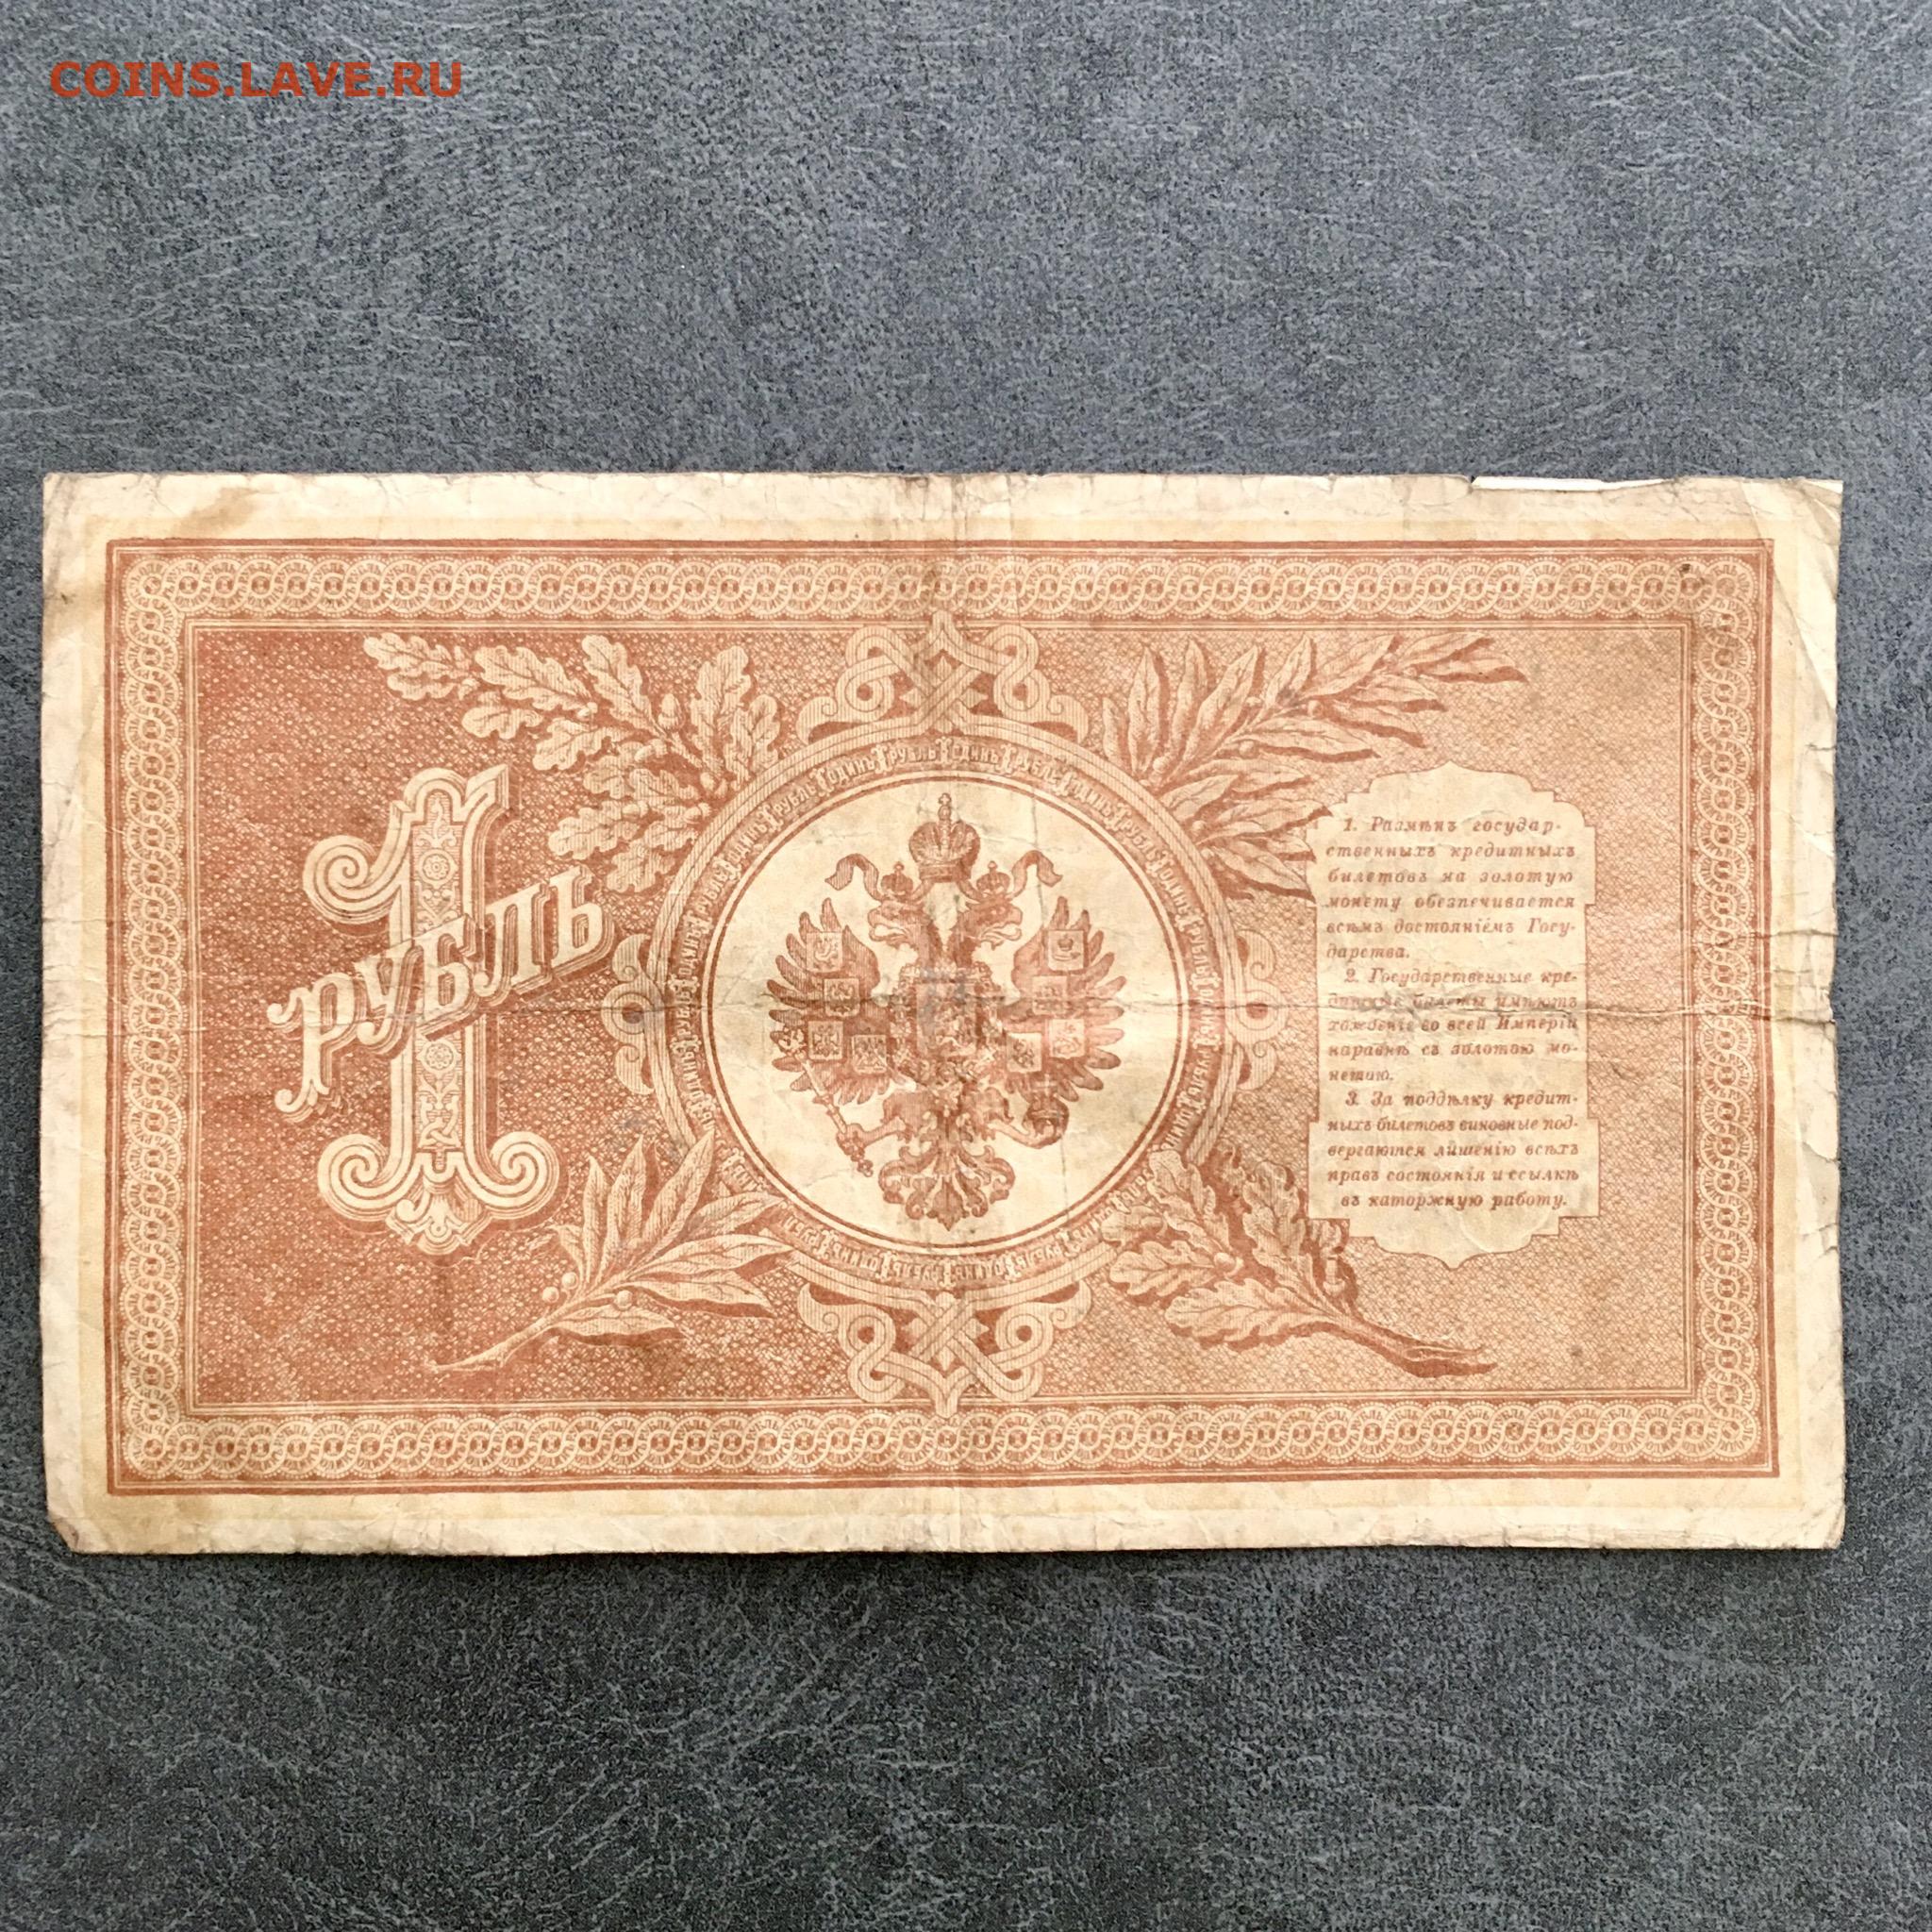 COINS.LAVE.RU
1
рубль
1. Размѣнъ государ-
ственныхъ кредитныхъ
билетовъ на золотую
монету обезпечивается
всѣмъ достояніемъ Госу-
дарства.
2. Государственные кре-
дитные билеты имѣютъ
хожденіе во всей Имперіи
наравнѣ съ золотою мо-
нетою.
3. За поддѣлку кредит-
ныхъ билетовъ виновные под-
вергаются лишенію всѣхъ
правъ состоянія и ссылкѣ
въ каторжную работу.